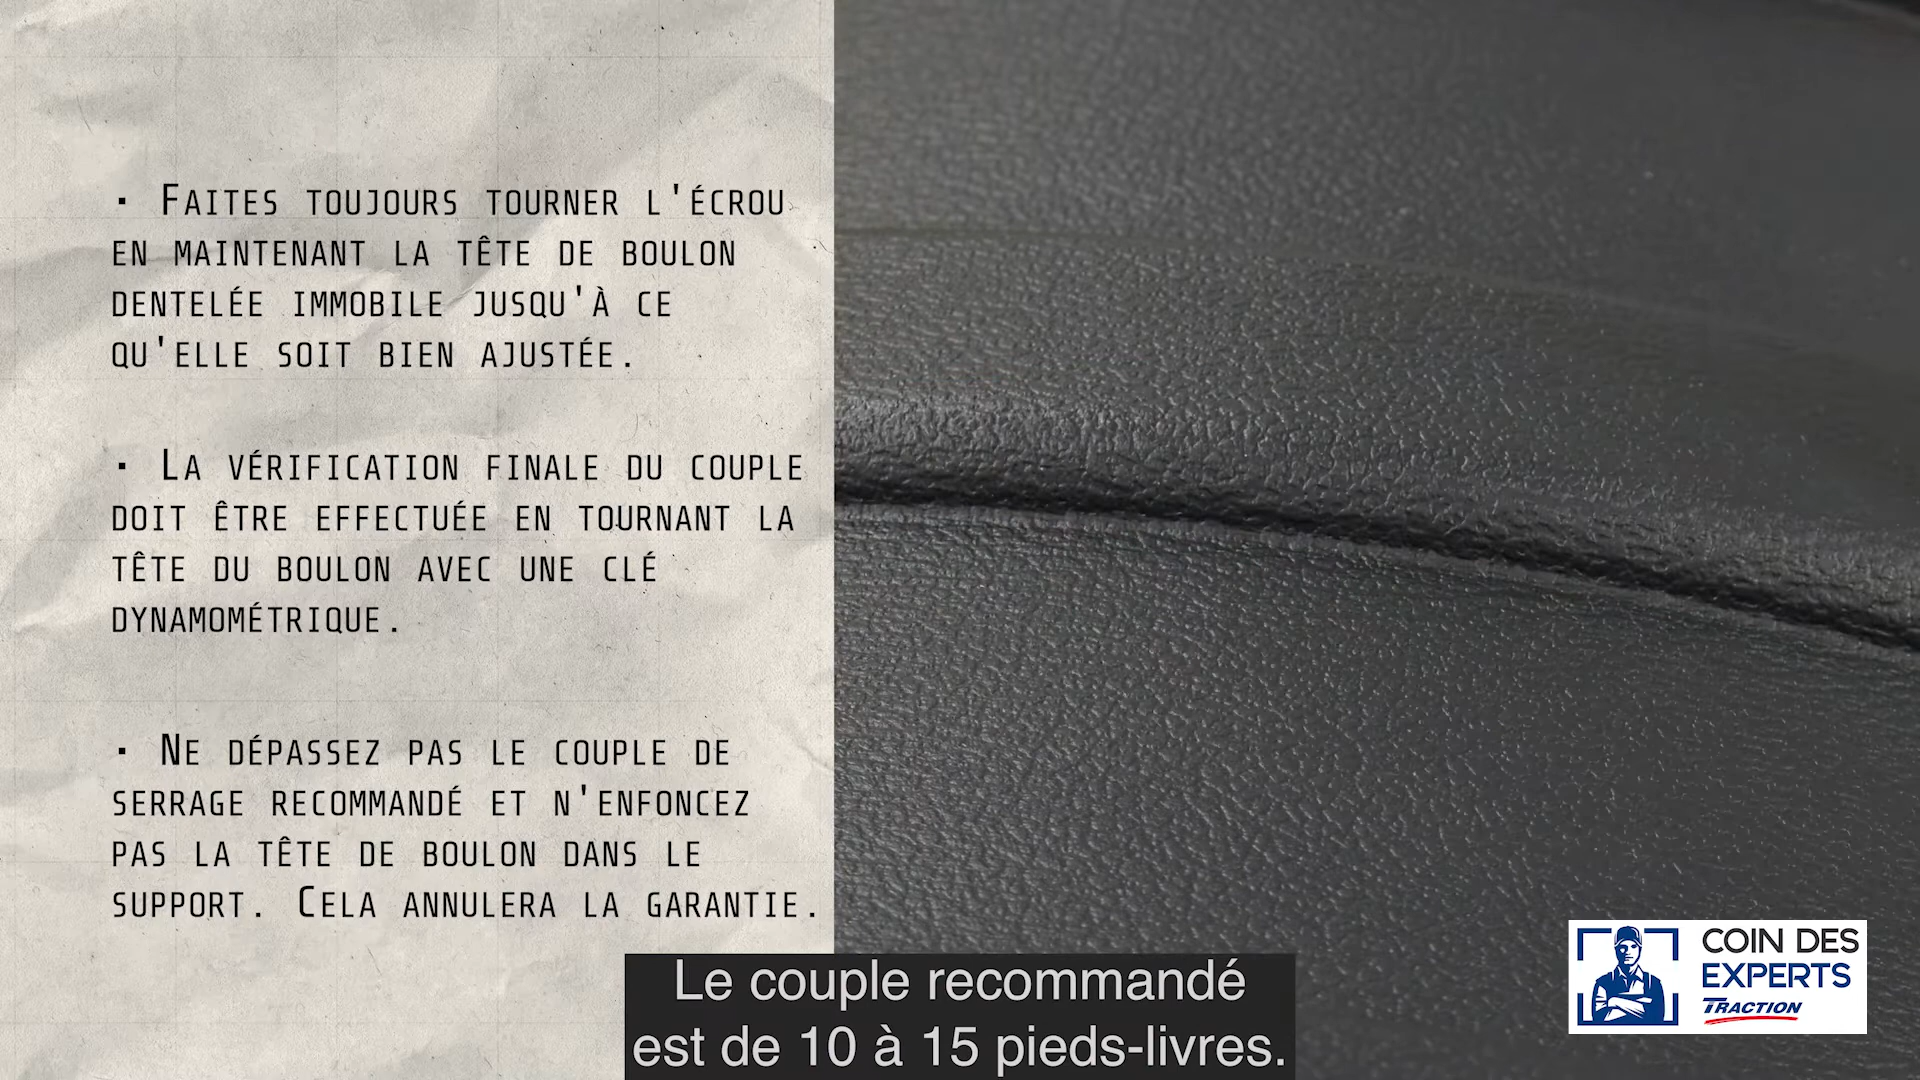 · Faites toujours tourner l'écrou
en maintenant la tête de boulon
dentelée immobile jusqu'à ce
qu'elle soit bien ajustée.
· La vérification finale du couple
doit être effectuée en tournant la
tête du boulon avec une clé
dynamométrique.
· Ne dépassez pas le couple de
serrage recommandé et n'enfoncez
pas la tête de boulon dans le
support. Cela annulera la garantie.
Le couple recommandé
est de 10 à 15 pieds-livres.
COIN DES
EXPERTS
TRACTION